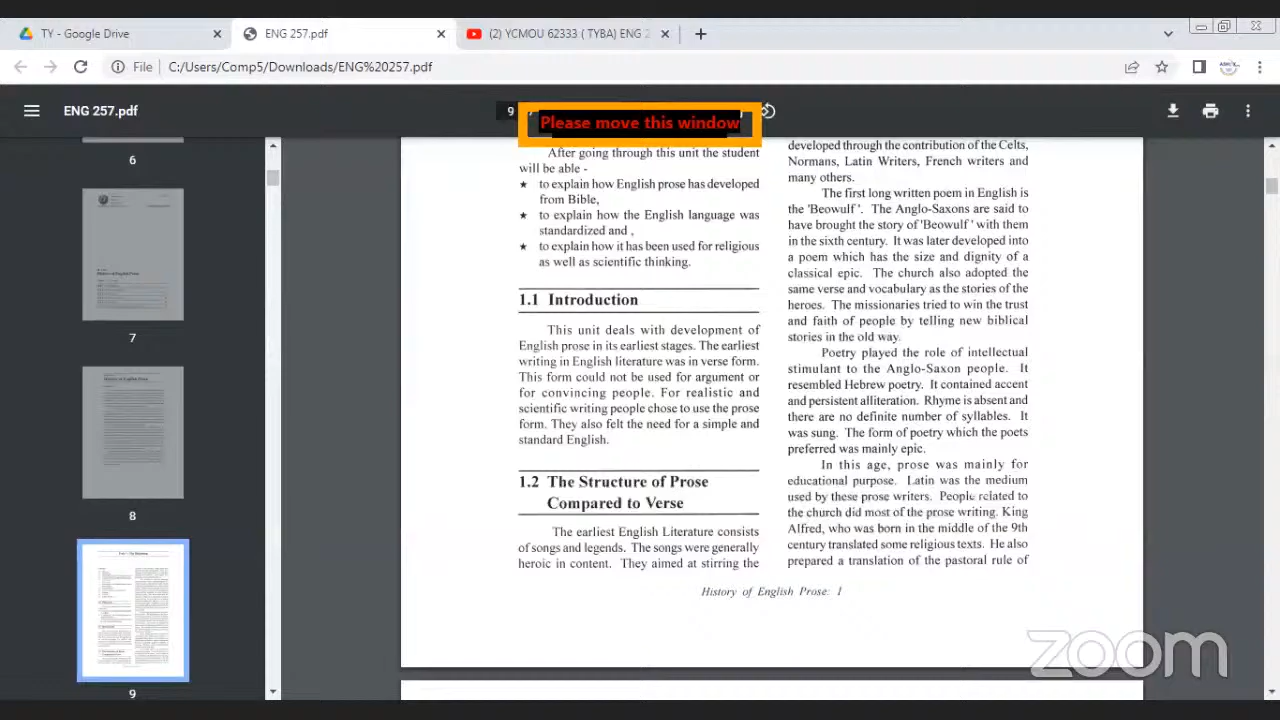 TY - Google Drive
ENG 257.pdf
(2) YCMOU 62333 ( TYBA) ENG 2
File
C:/Users/Comp5/Downloads/ENG%20257.pdf
ENG 257.pdf
9
Please move this window
6
7
8
9
After going through this unit the student
will be able -
★ to explain how English prose has developed
from Bible,
★ to explain how the English language was
standardized and ,
★ to explain how it has been used for religious
as well as scientific thinking.
1.1 Introduction
This unit deals with development of
English prose in its earliest stages. The earliest
writing in English literature was in verse form.
This form could not be used for argument or
for convincing people. For realistic and
scientific writing people chose to use the prose
form. They also felt the need for a simple and
standard English.
1.2 The Structure of Prose
Compared to Verse
The earliest English Literature consists
of songs and legends. The songs were generally
heroic in content. They aimed at stirring the
developed through the contribution of the Celts,
Normans, Latin Writers, French writers and
many others.
The first long written poem in English is
the 'Beowulf'. The Anglo-Saxons are said to
have brought the story of 'Beowulf' with them
in the sixth century. It was later developed into
a poem which has the size and dignity of a
classical epic. The church also adopted the
same verse and vocabulary as the stories of the
heroes. The missionaries tried to win the trust
and faith of people by telling new biblical
stories in the old way.
Poetry played the role of intellectual
stimulant to the Anglo-Saxon people. It
resembled Hebrew poetry. It contained accent
and persistent alliteration. Rhyme is absent and
there are no definite number of syllables. It
was sung. The form of poetry which the poets
preferred was mainly epic.
In this age, prose was mainly for
educational purpose. Latin was the medium
used by these prose writers. People related to
the church did most of the prose writing. King
Alfred, who was born in the middle of the 9th
century translated some religious texts. He also
prepared a translation of the pastoral rule of
History of English Prose: 1
zoom